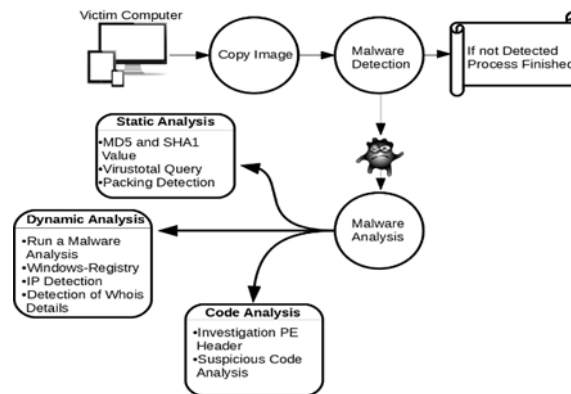 Victim Computer
Copy Image
Malware
Detection
If not Detected
Process Finished
Static Analysis
•MD5 and SHA1
Value
•Virustotal Query
•Packing Detection
Malware
Analysis
Dynamic Analysis
•Run a Malware
Analysis
•Windows-Registry
•IP Detection
•Detection of Whois
Details
Code Analysis
•Investigation PE
Header
•Suspicious Code
Analysis